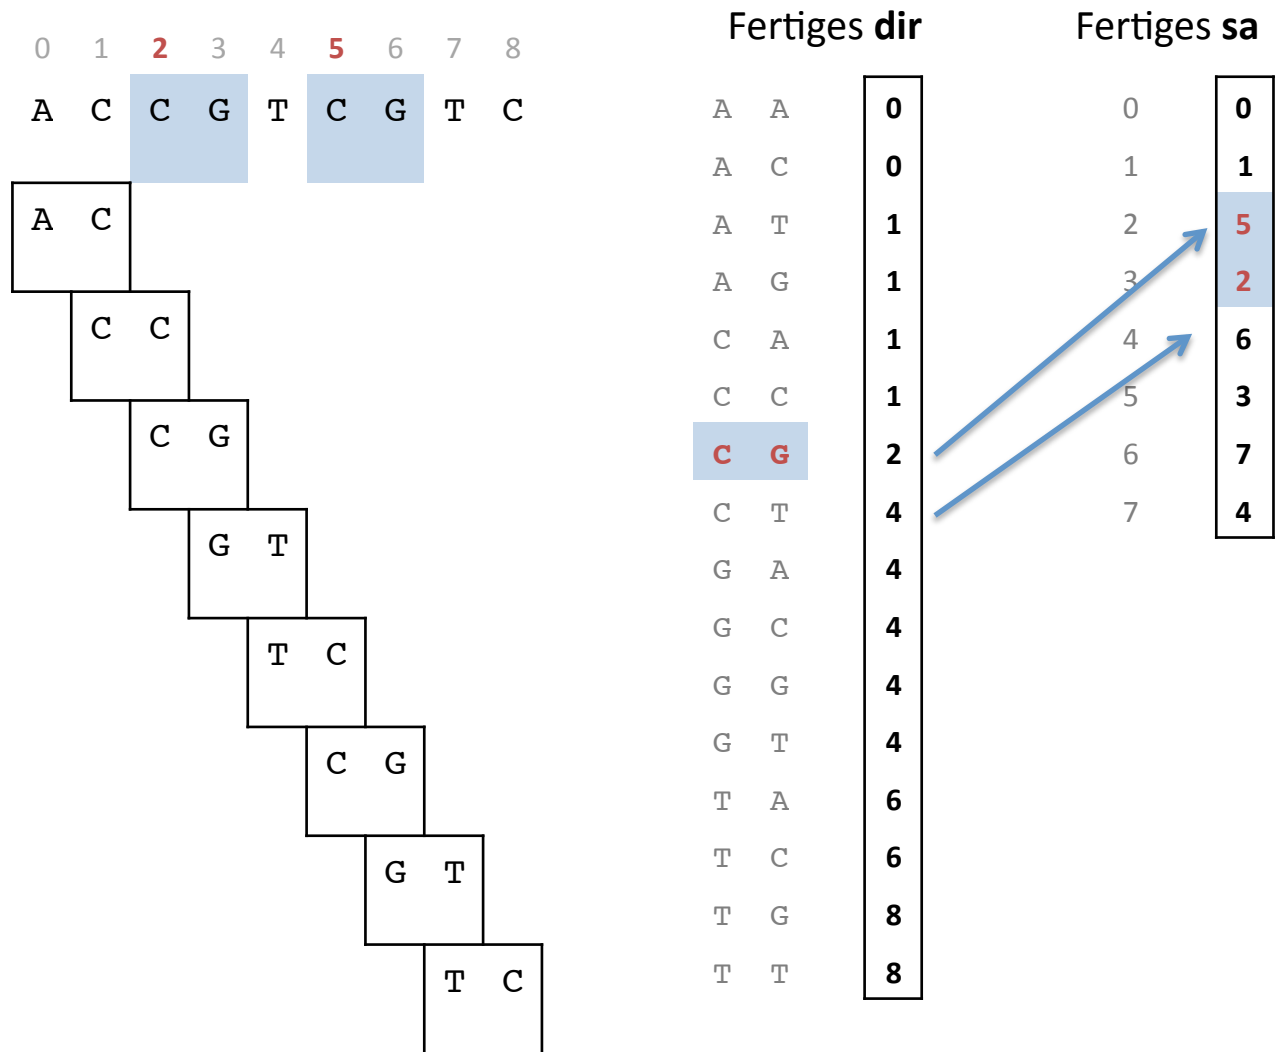 0 1 2 3 4 5 6 7 8
A C C G T C G T C
A C
C C
C G
G T
T C
C G
G T
T C
Fertiges dir
A A 0
A C 0
A T 1
A G 1
C A 1
C C 1
C G 2
C T 4
G A 4
G C 4
G G 4
G T 4
T A 6
T C 6
T G 8
T T 8
Fertiges sa
0 0
1 1
2 5
3 2
4 6
5 3
6 7
7 4